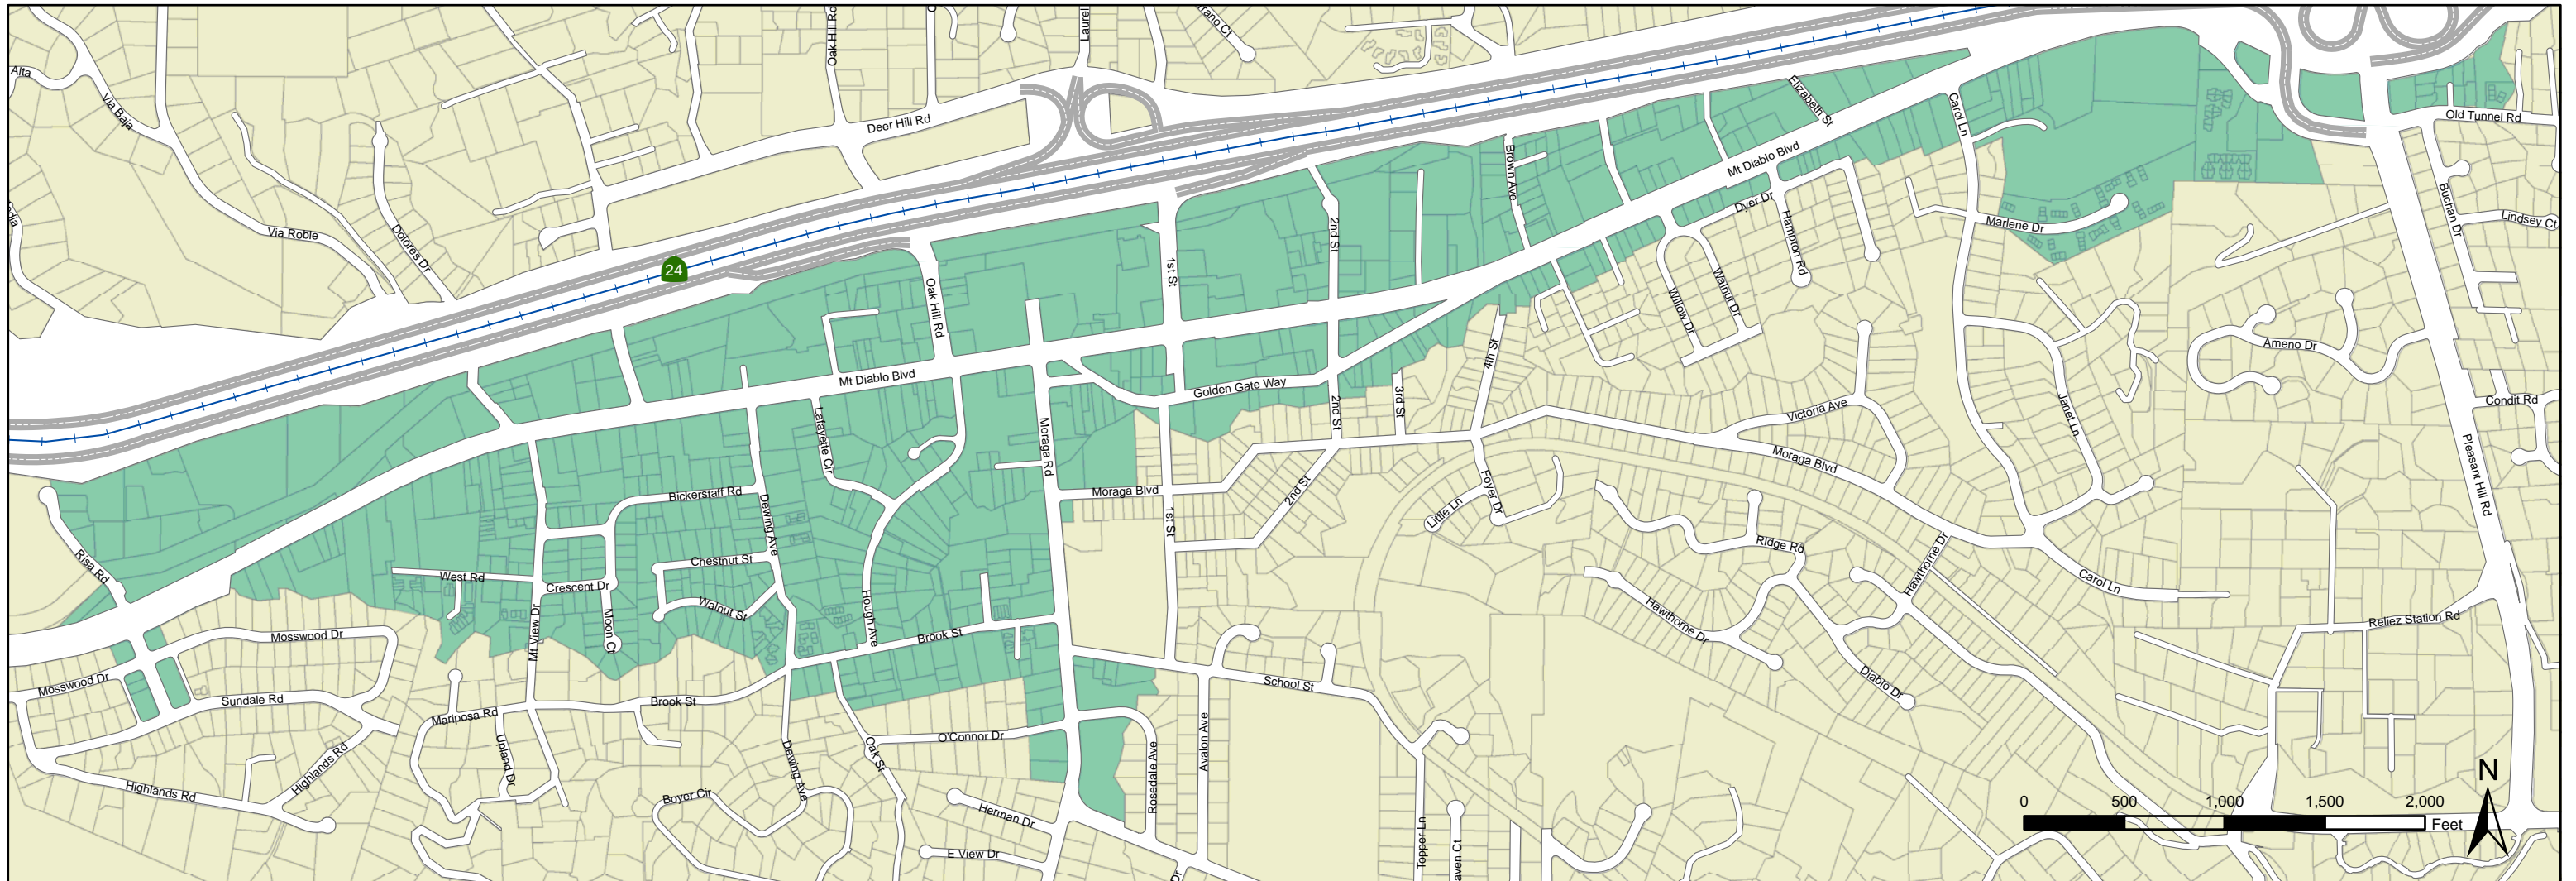 Oak Hill Rd
Laurel
rrano Ct
Alta
Via Baja
Deer Hill Rd
Elizabeth St
Carol Ln
Old Tunnel Rd
Brown Ave
Mt Diablo Blvd
Via Roble
Dolores Dr
24
Oak Hill Rd
1st St
2nd St
Dyer Dr
Hampton Rd
Marlene Dr
Buchan Dr
Lindsey Ct
Willow Dr
Walnut Dr
Mt Diablo Blvd
Golden Gate Way
4th St
3rd St
2nd St
Ameno Dr
Condit Rd
Lafayette Cir
Moraga Rd
Victoria Ave
Janet Ln
Moraga Blvd
Pleasant Hill Rd
Bickerstaff Rd
Dewing Ave
Moraga Blvd
1st St
2nd St
Foyer Dr
Little Ln
Risa Rd
West Rd
Crescent Dr
Chestnut St
Walnut St
Ridge Rd
Hawthorne Dr
Carol Ln
Mt View Dr
Moon Ct
Hough Ave
Brook St
Hawthorne Dr
Reliez Station Rd
Mosswood Dr
Mosswood Dr
Sundale Rd
Mariposa Rd
Brook St
School St
Diablo Dr
Upland Dr
Dewing Ave
Oak St
O'Connor Dr
Rosedale Ave
Avalon Ave
Highlands Rd
Highlands Rd
Boyer Cir
Herman Dr
E View Dr
Topper Ln
aven Ct
Dr
N
0 500 1,000 1,500 2,000
Feet